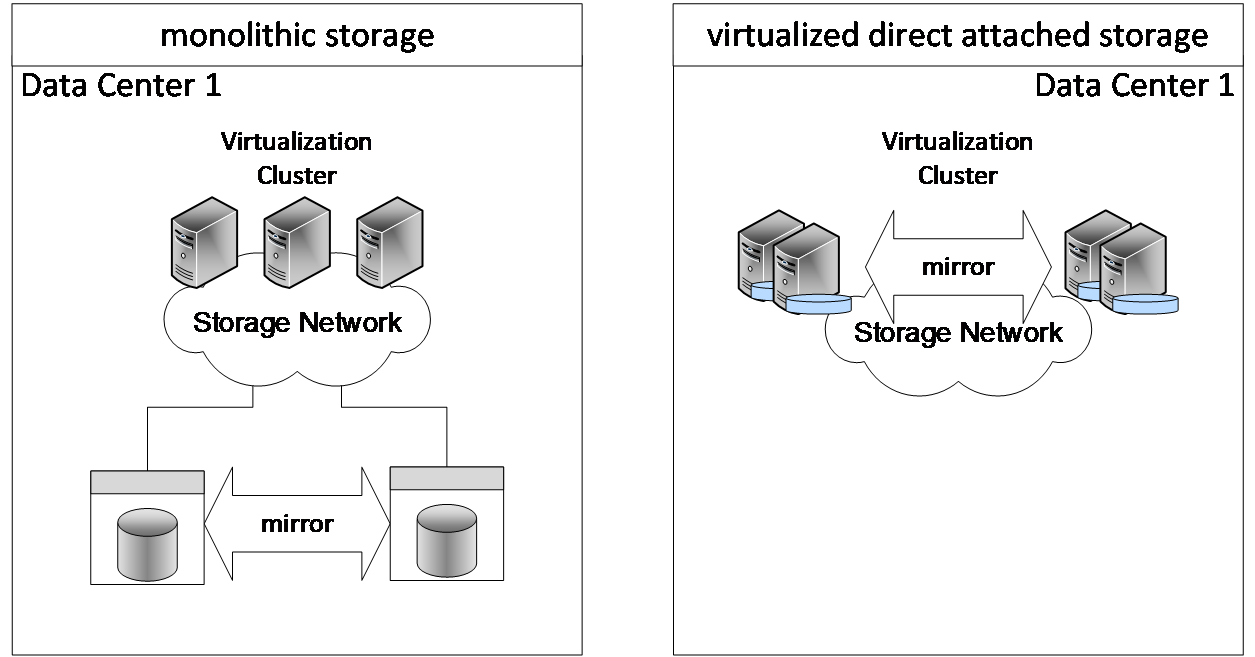 monolithic storage
Data Center 1
Virtualization
Cluster
Storage Network
mirror
virtualized direct attached storage
Data Center 1
Virtualization
Cluster
mirror
Storage Network